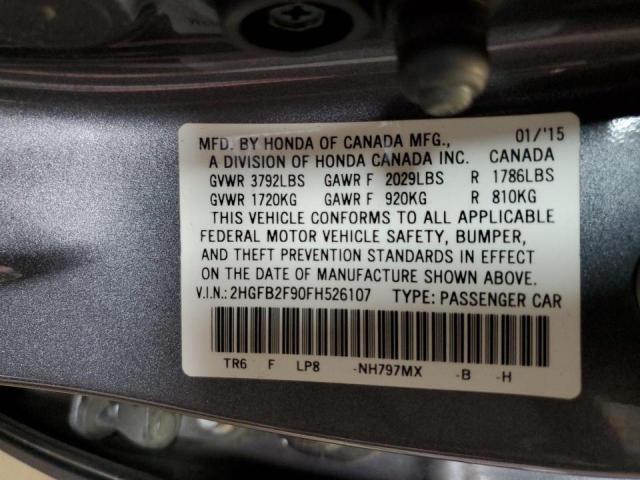 MFD. BY HONDA OF CANADA MFG., 01/'15
A DIVISION OF HONDA CANADA INC. CANADA
GVWR 3792LBS GAWR F 2029LBS R 1786LBS
GVWR 1720KG GAWR F 920KG R 810KG
THIS VEHICLE CONFORMS TO ALL APPLICABLE
FEDERAL MOTOR VEHICLE SAFETY, BUMPER,
AND THEFT PREVENTION STANDARDS IN EFFECT
ON THE DATE OF MANUFACTURE SHOWN ABOVE.
V.I.N.: 2HGFB2F90FH526107 TYPE: PASSENGER CAR
TR6 F LP8 -NH797MX -B -H